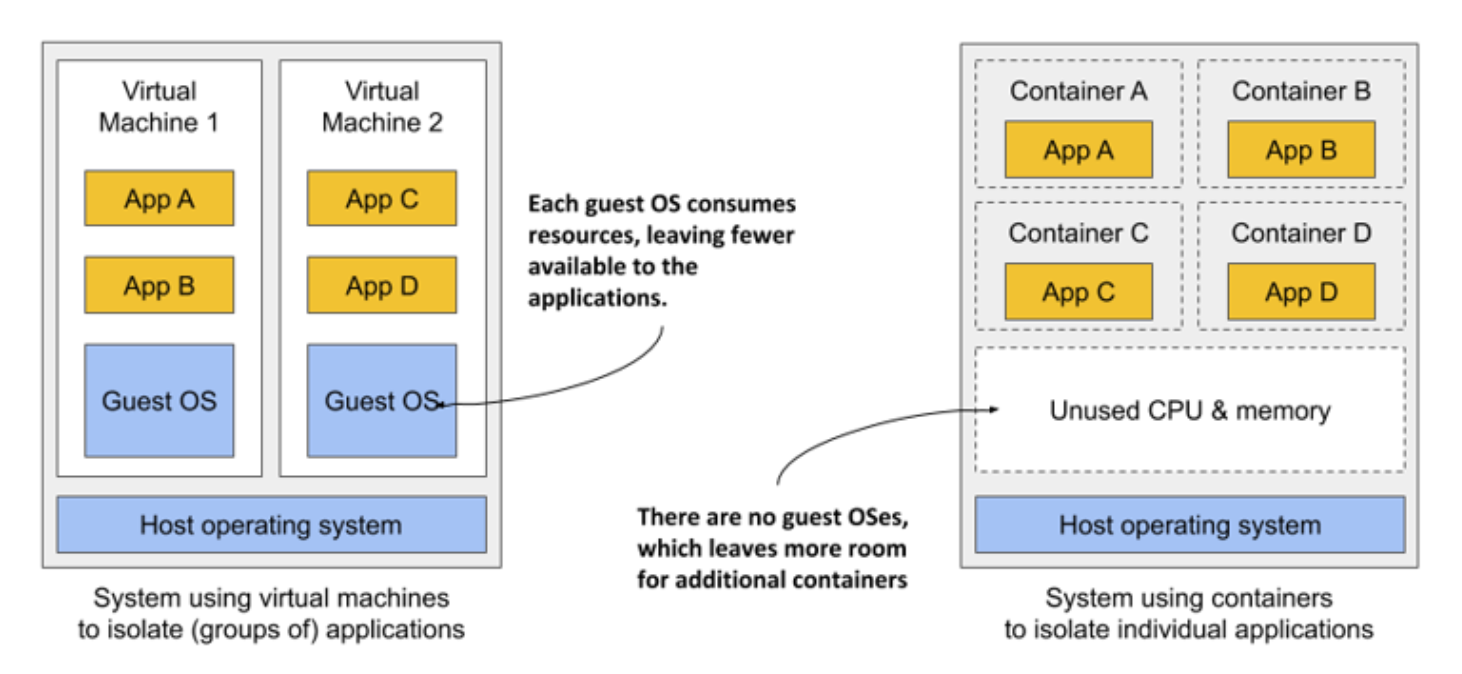 Virtual
Machine 1
App A
App B
Guest OS
Virtual
Machine 2
App C
App D
Guest OS
Host operating system
System using virtual machines
to isolate (groups of) applications
Each guest OS consumes
resources, leaving fewer
available to the
applications.
There are no guest OSes,
which leaves more room
for additional containers
Container A
App A
Container B
App B
Container C
App C
Container D
App D
Unused CPU & memory
Host operating system
System using containers
to isolate individual applications